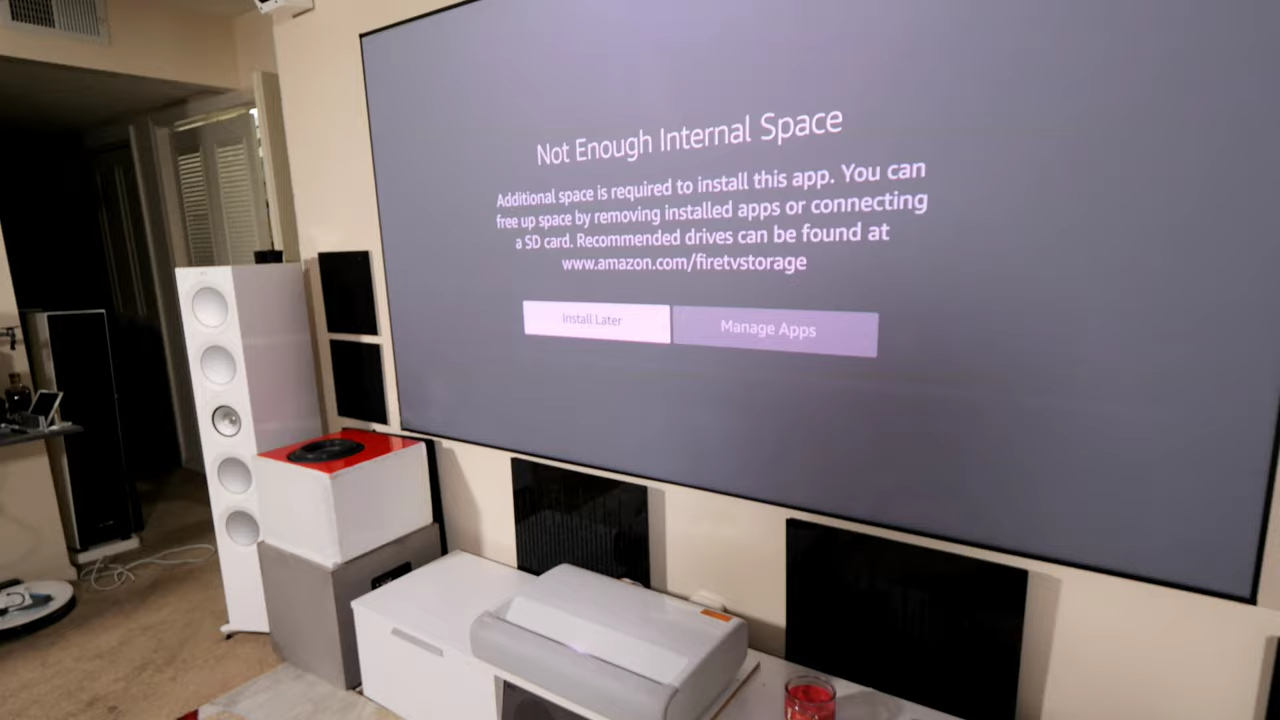 Not Enough Internal Space
Additional space is required to install this app. You can
free up space by removing installed apps or connecting
a SD card. Recommended drives can be found at
www.amazon.com/firetvstorage
Install Later
Manage Apps